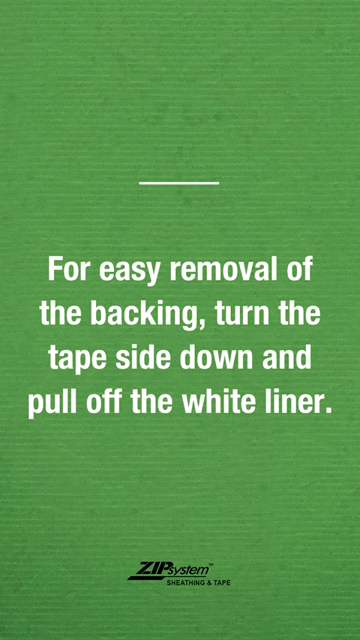 For easy removal of
the backing, turn the
tape side down and
pull off the white liner.
ZIPsystem™
SHEATHING & TAPE